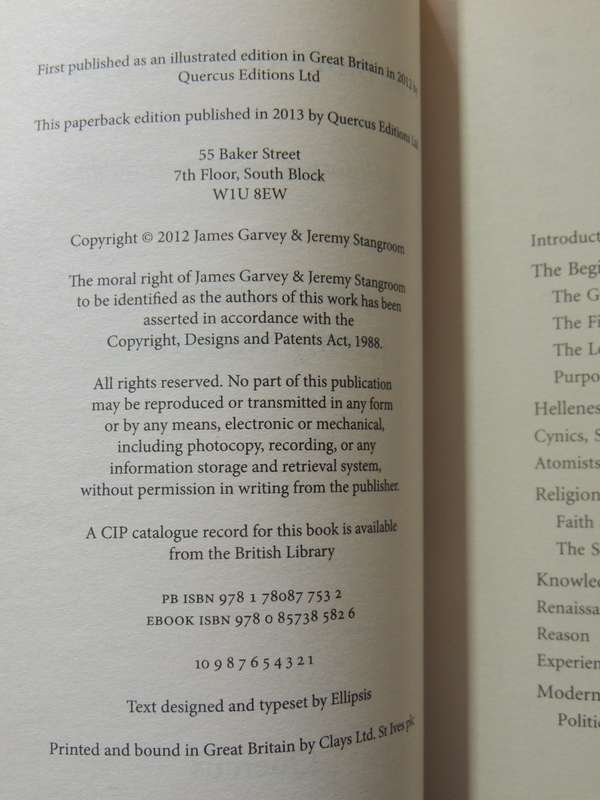 First published as an illustrated edition in Great Britain in 2012 by
Quercus Editions Ltd
This paperback edition published in 2013 by Quercus Editions Ltd
55 Baker Street
7th Floor, South Block
W1U 8EW
Copyright © 2012 James Garvey & Jeremy Stangroom
The moral right of James Garvey & Jeremy Stangroom
to be identified as the authors of this work has been
asserted in accordance with the
Copyright, Designs and Patents Act, 1988.
All rights reserved. No part of this publication
may be reproduced or transmitted in any form
or by any means, electronic or mechanical,
including photocopy, recording, or any
information storage and retrieval system,
without permission in writing from the publisher.
A CIP catalogue record for this book is available
from the British Library
PB ISBN 978 1 78087 753 2
EBOOK ISBN 978 0 85738 582 6
10 9 8 7 6 5 4 3 2 1
Text designed and typeset by Ellipsis
Printed and bound in Great Britain by Clays Ltd. St Ives plc
Introduct
The Begi
The G
The Fi
The L
Purpo
Hellenes
Cynics, S
Atomists
Religion
Faith
The S
Knowled
Renaissa
Reason
Experien
Modern
Politi